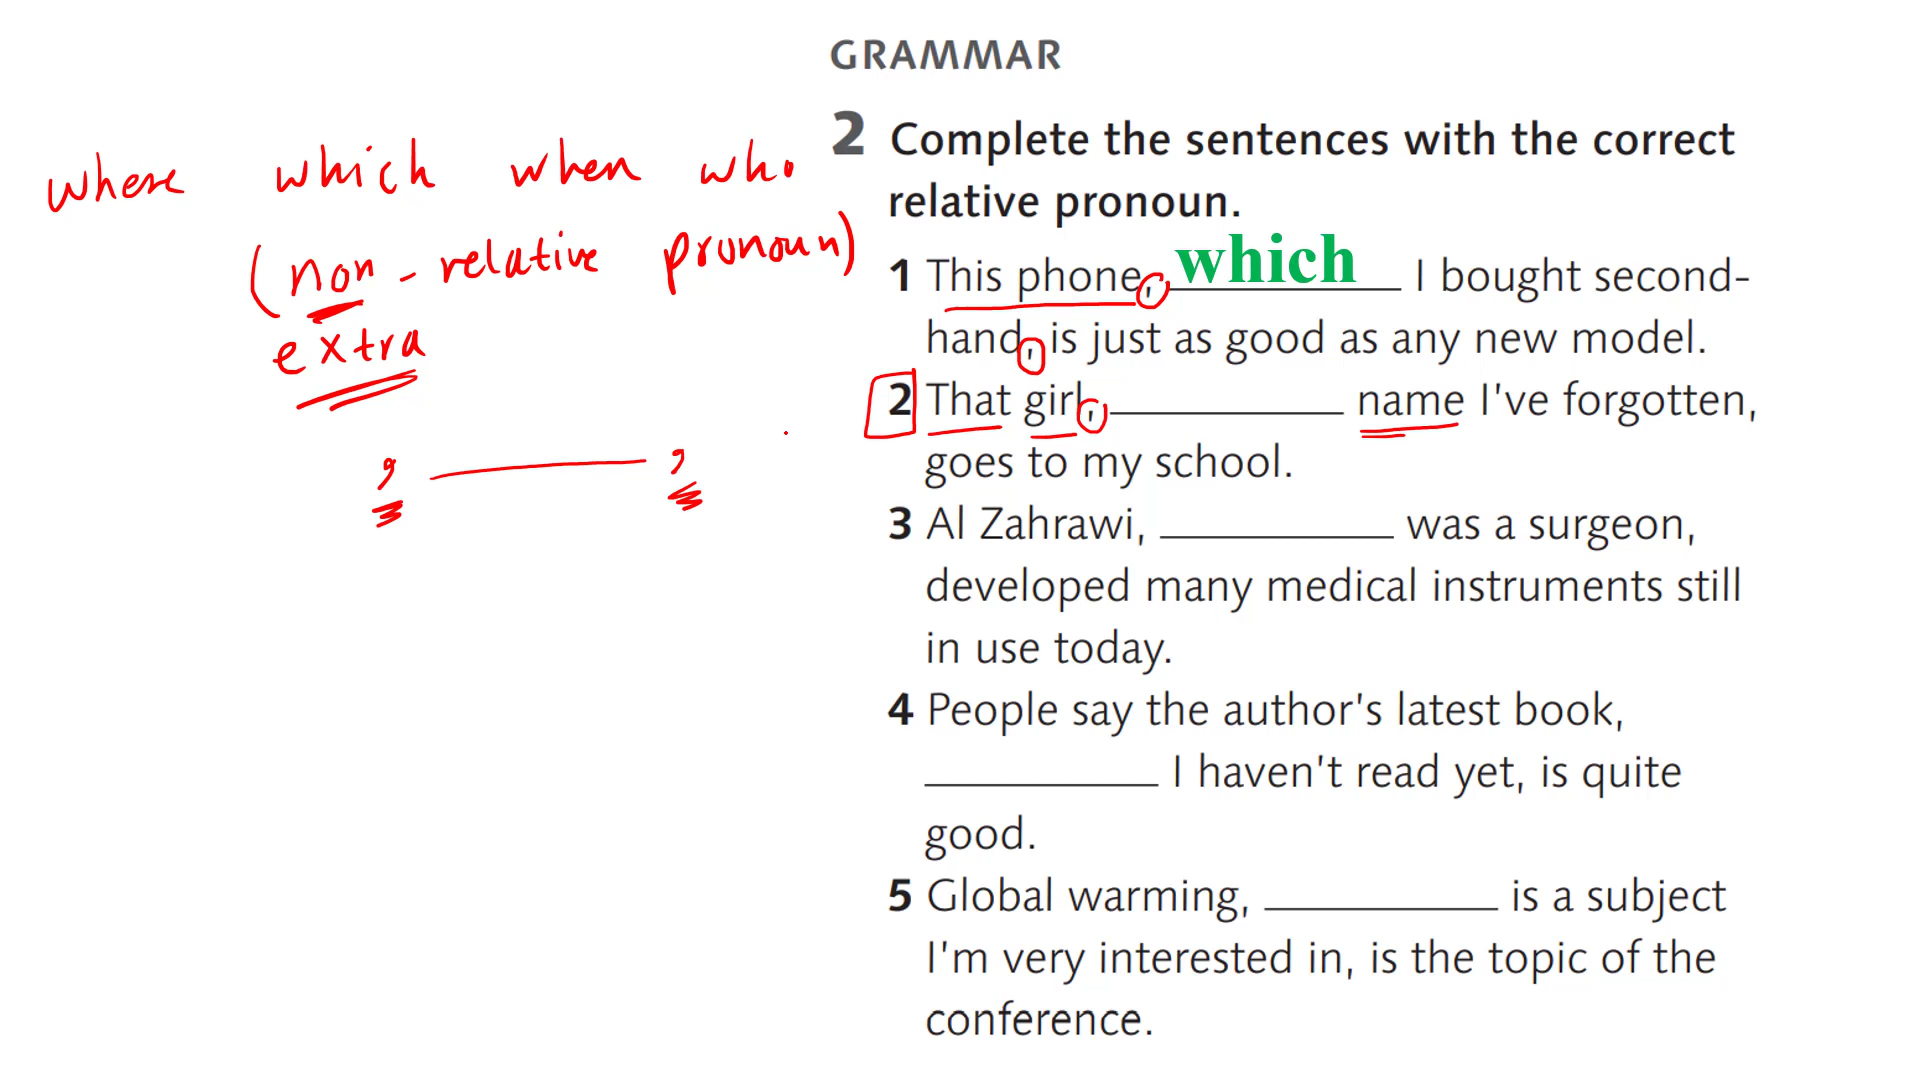 GRAMMAR
2 Complete the sentences with the correct
relative pronoun.
1 This phone, which I bought second-
hand, is just as good as any new model.
2 That girl, __________ name I've forgotten,
goes to my school.
3 Al Zahrawi, __________ was a surgeon,
developed many medical instruments still
in use today.
4 People say the author's latest book,
__________ I haven't read yet, is quite
good.
5 Global warming, __________ is a subject
I'm very interested in, is the topic of the
conference.
where which when who
(non - relative pronoun)
extra
, ,